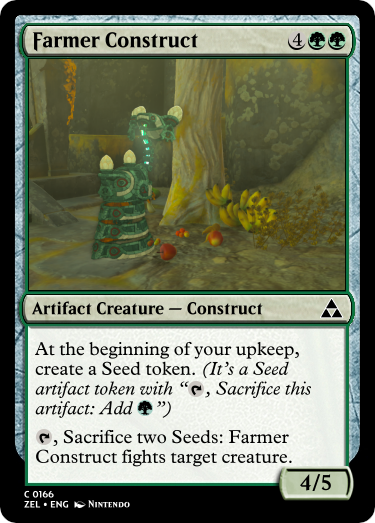 Farmer Construct 4
Artifact Creature — Construct
At the beginning of your upkeep,
create a Seed token. (It's a Seed
artifact token with “, Sacrifice this
artifact: Add ”)
, Sacrifice two Seeds: Farmer
Construct fights target creature.
4/5
C 0166
ZEL • ENG Nintendo